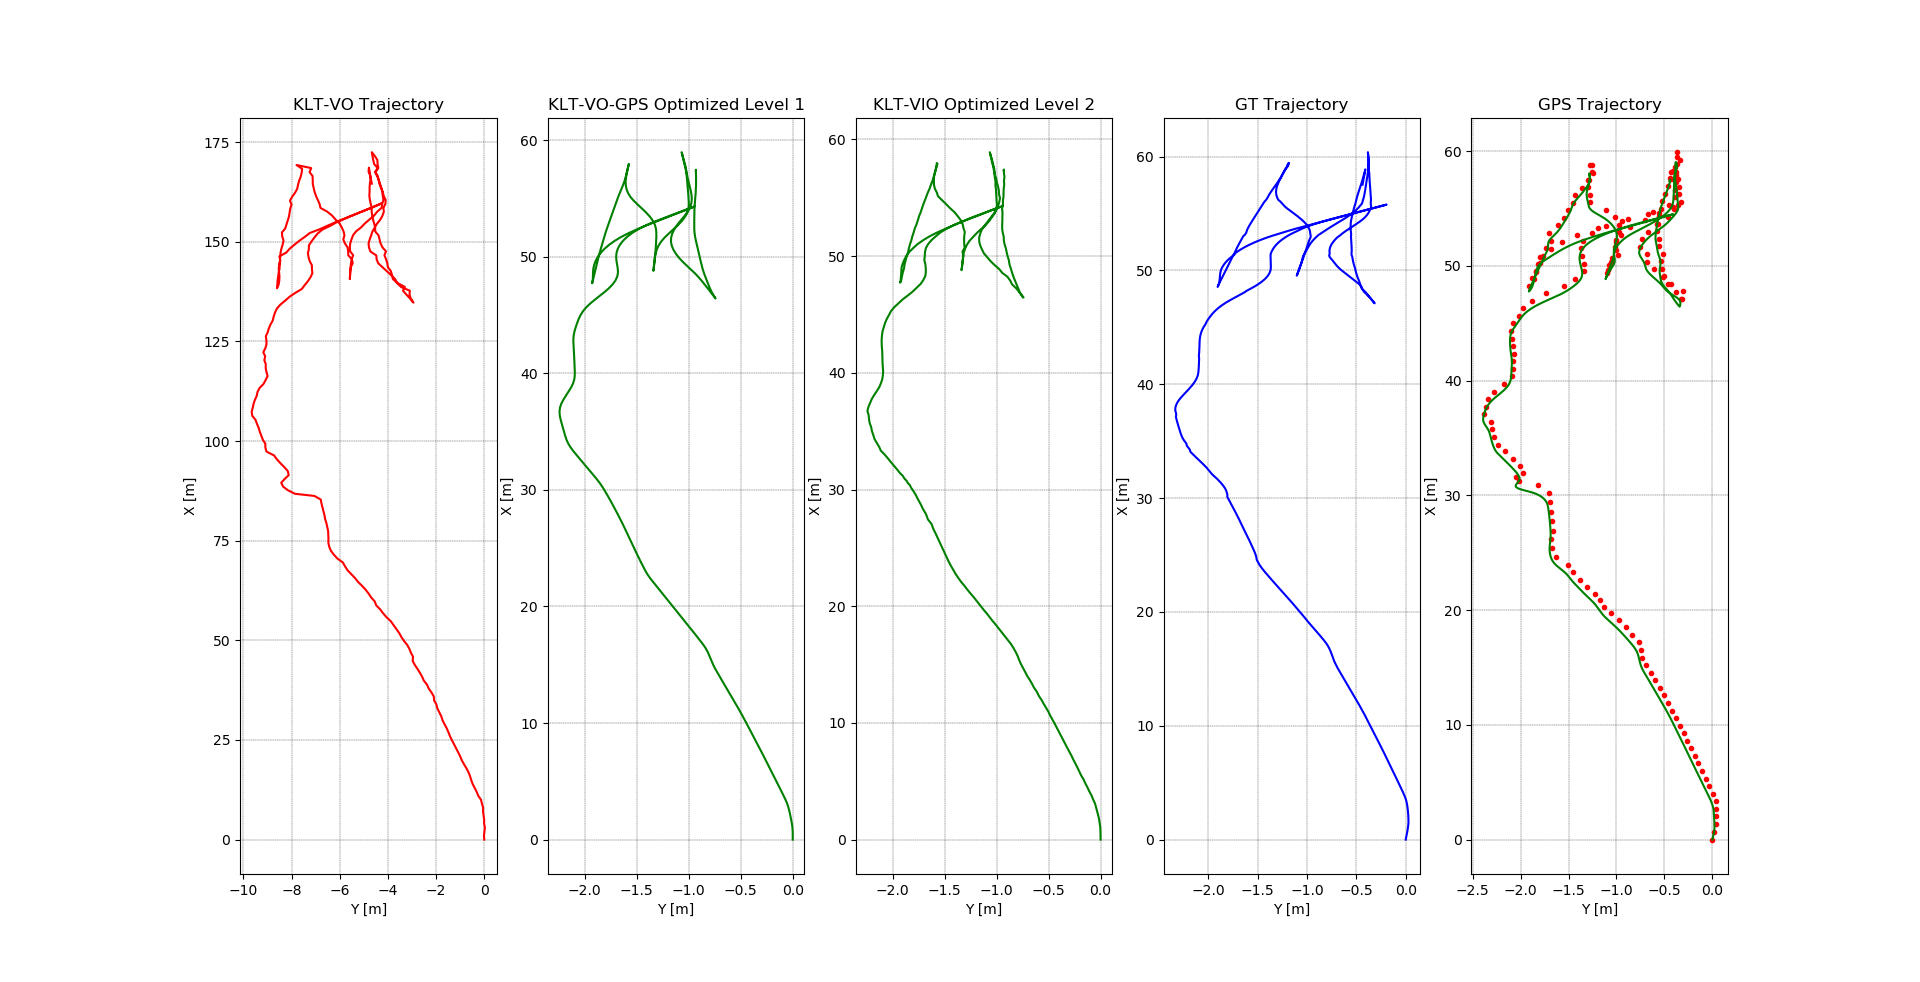 KLT-VO Trajectory
175
150
125
100
75
50
25
0
X [m]
−10 −8 −6 −4 −2 0
Y [m]
KLT-VO-GPS Optimized Level 1
60
50
40
30
20
10
0
X [m]
−2.0 −1.5 −1.0 −0.5 0.0
Y [m]
KLT-VIO Optimized Level 2
60
50
40
30
20
10
0
X [m]
−2.0 −1.5 −1.0 −0.5 0.0
Y [m]
GT Trajectory
60
50
40
30
20
10
0
X [m]
−2.0 −1.5 −1.0 −0.5 0.0
Y [m]
GPS Trajectory
60
50
40
30
20
10
0
X [m]
−2.5 −2.0 −1.5 −1.0 −0.5 0.0
Y [m]